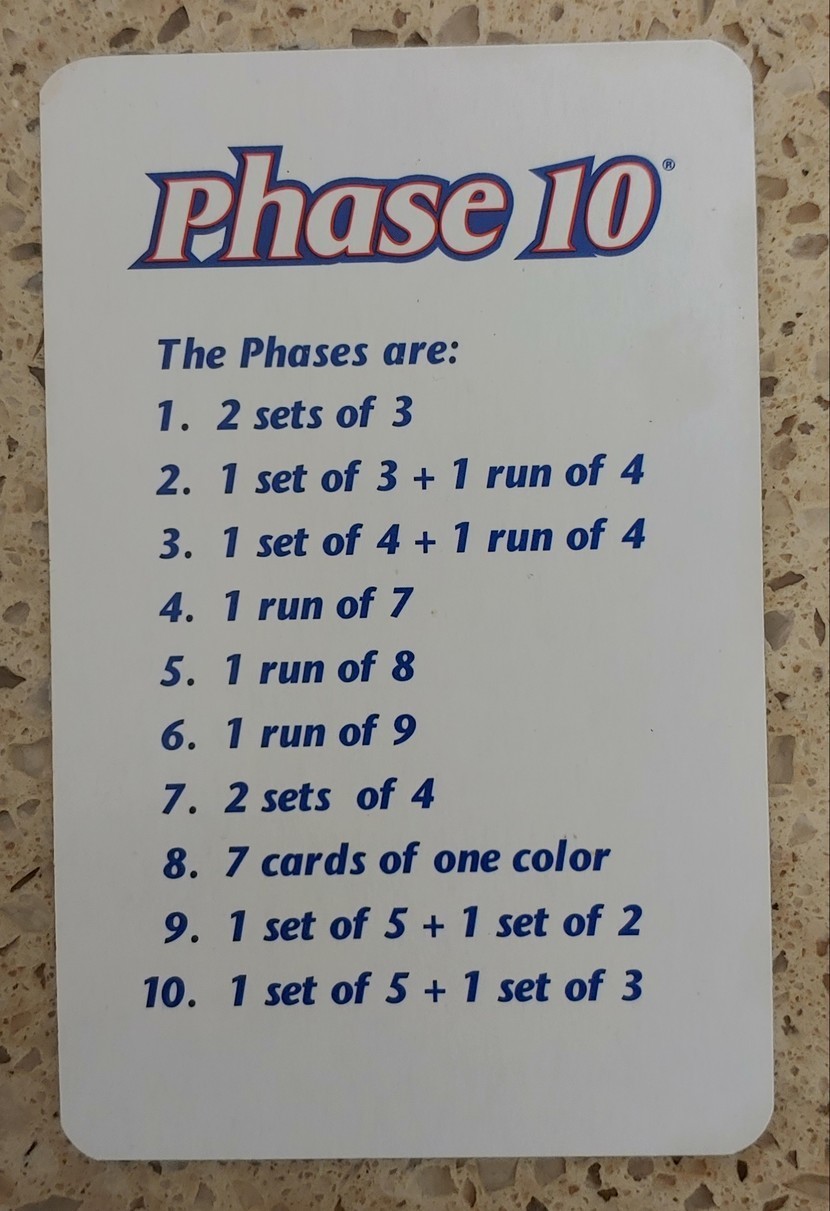 Phase 10®
The Phases are:
1. 2 sets of 3
2. 1 set of 3 + 1 run of 4
3. 1 set of 4 + 1 run of 4
4. 1 run of 7
5. 1 run of 8
6. 1 run of 9
7. 2 sets of 4
8. 7 cards of one color
9. 1 set of 5 + 1 set of 2
10. 1 set of 5 + 1 set of 3